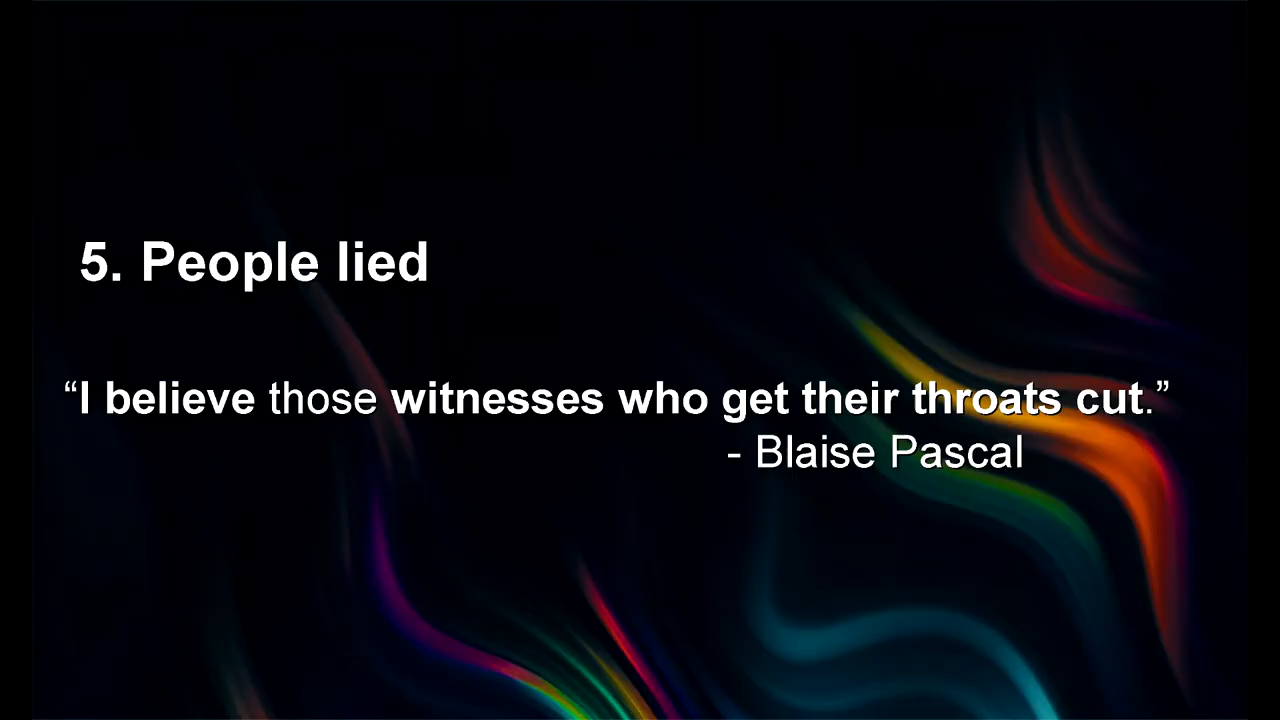 5. People lied
“I believe those witnesses who get their throats cut.”
- Blaise Pascal